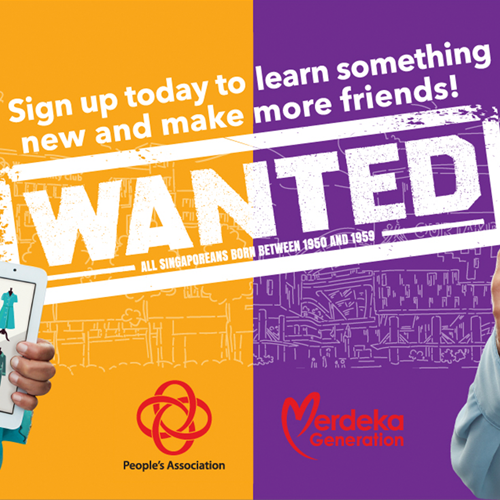 Sign up today to learn something
new and make more friends!
WANTED
ALL SINGAPOREANS BORN BETWEEN 1950 AND 1959
People's Association
Merdeka
Generation